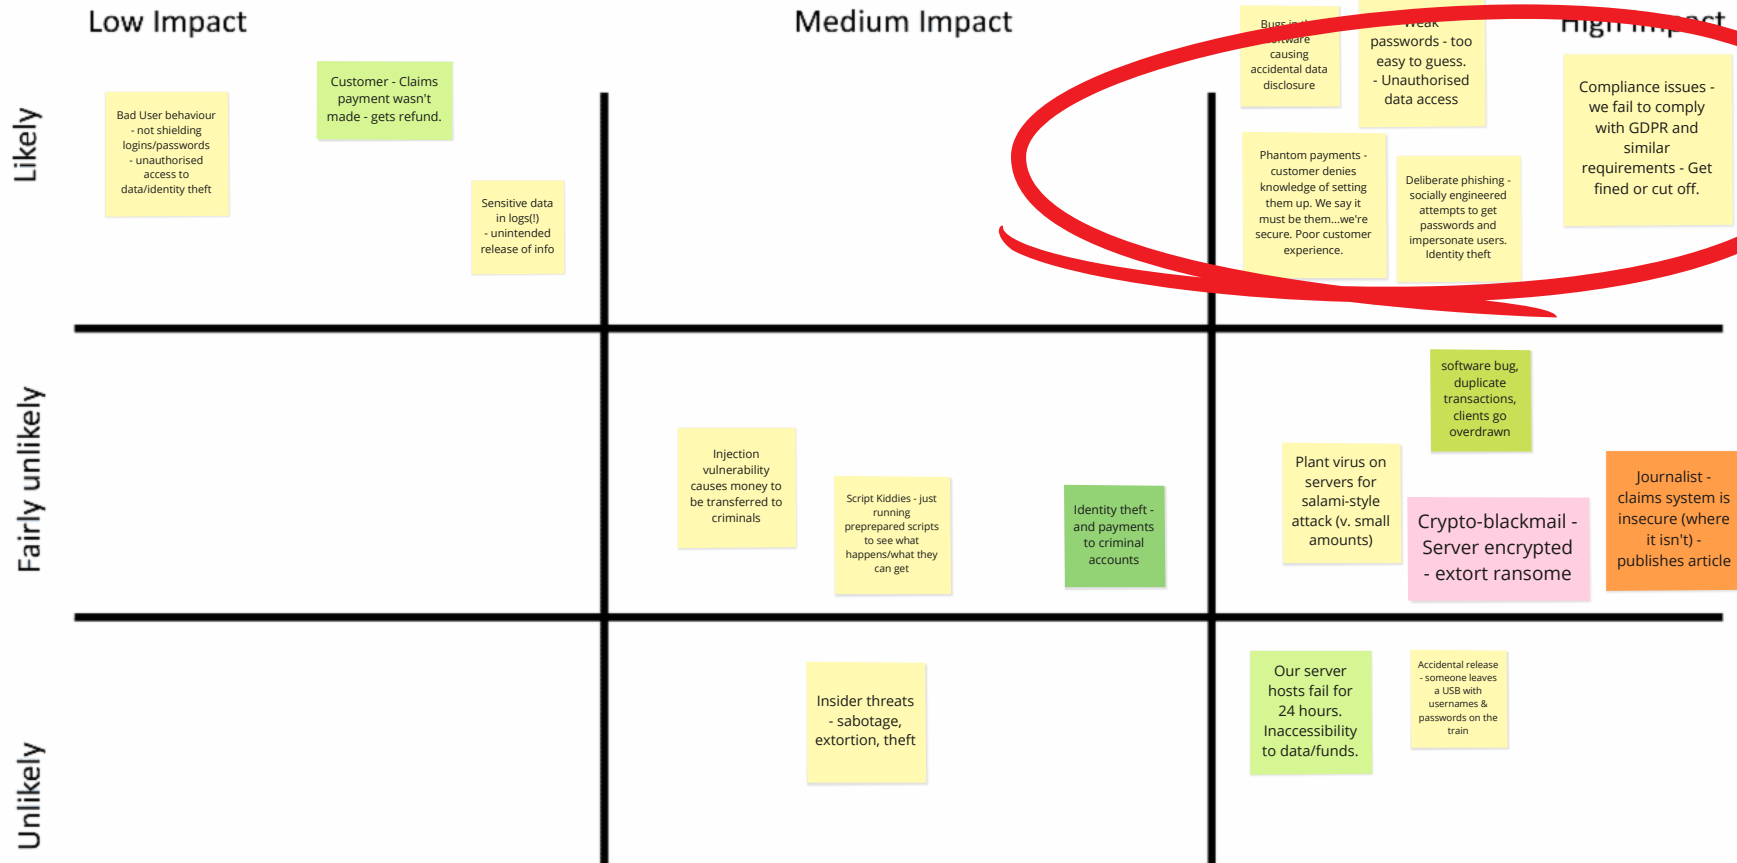 Low Impact
Medium Impact
High Impact
Likely
Bad User behaviour
- not shielding
logins/passwords
- unauthorised
access to
data/identity theft
Customer - Claims
payment wasn't
made - gets refund.
Sensitive data
in logs(!)
- unintended
release of info
Bugs in the
software
causing
accidental data
disclosure
Weak
passwords - too
easy to guess.
- Unauthorised
data access
Compliance issues -
we fail to comply
with GDPR and
similar
requirements - Get
fined or cut off.
Phantom payments -
customer denies
knowledge of setting
them up. We say it
must be them...we're
secure. Poor customer
experience.
Deliberate phishing -
socially engineered
attempts to get
passwords and
impersonate users.
Identity theft
Fairly unlikely
Injection
vulnerability
causes money to
be transferred to
criminals
Script Kiddies - just
running
preprepared scripts
to see what
happens/what they
can get
Identity theft -
and payments
to criminal
accounts
software bug,
duplicate
transactions,
clients go
overdrawn
Plant virus on
servers for
salami-style
attack (v. small
amounts)
Crypto-blackmail -
Server encrypted
- extort ransome
Journalist -
claims system is
insecure (where
it isn't) -
publishes article
Unlikely
Insider threats
- sabotage,
extortion, theft
Our server
hosts fail for
24 hours.
Inaccessibility
to data/funds.
Accidental release
- someone leaves
a USB with
usernames &
passwords on the
train